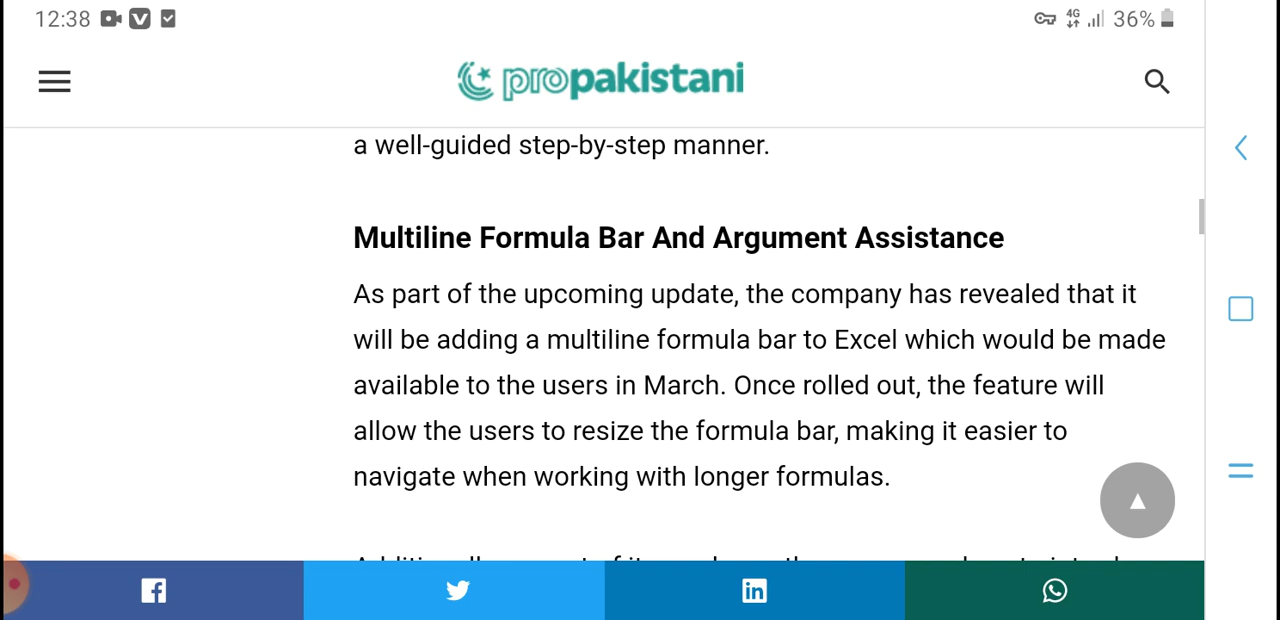 12:38
4G 36%
propakistani
a well-guided step-by-step manner.
Multiline Formula Bar And Argument Assistance
As part of the upcoming update, the company has revealed that it
will be adding a multiline formula bar to Excel which would be made
available to the users in March. Once rolled out, the feature will
allow the users to resize the formula bar, making it easier to
navigate when working with longer formulas.